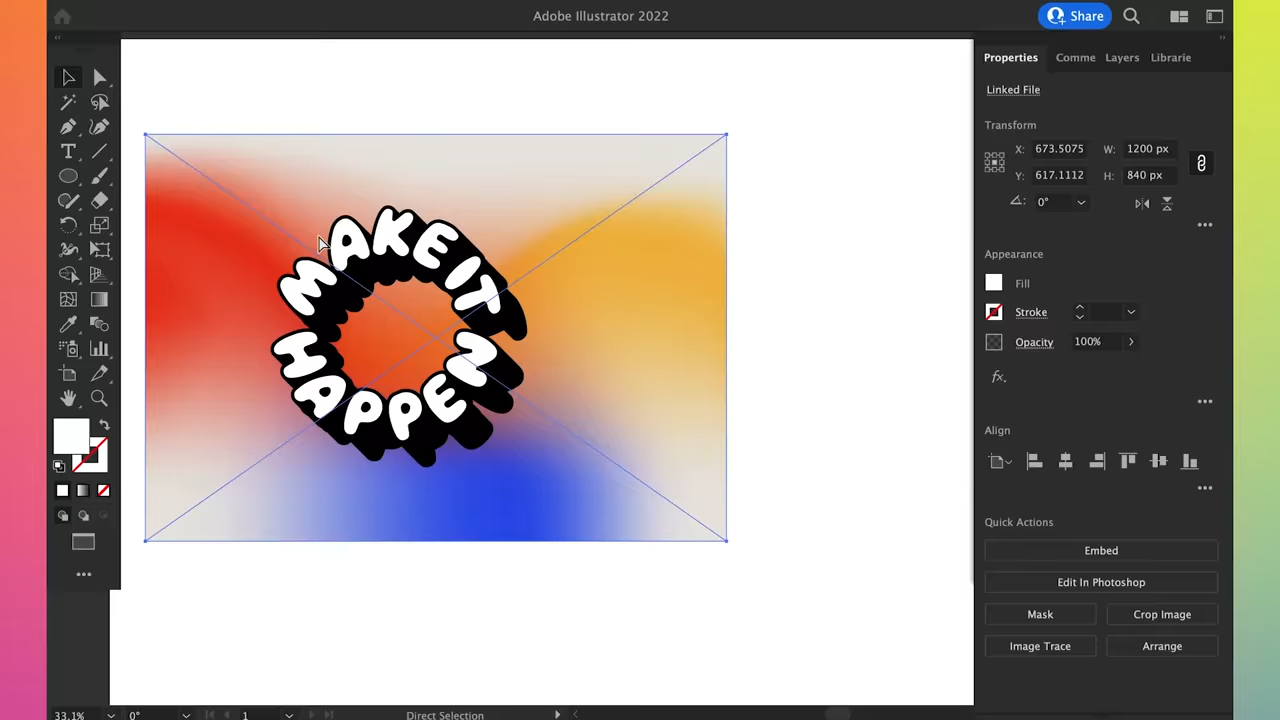 Adobe Illustrator 2022
Share
Properties
Comme
Layers
Librarie
Linked File
Transform
X: 673.5075
W: 1200 px
Y: 617.1112
H: 840 px
0°
Appearance
Fill
Stroke
Opacity
100%
fx
Align
Quick Actions
Embed
Edit In Photoshop
Mask
Crop Image
Image Trace
Arrange
MAKE IT
HAPPEN
33.1%
0°
1
Direct Selection